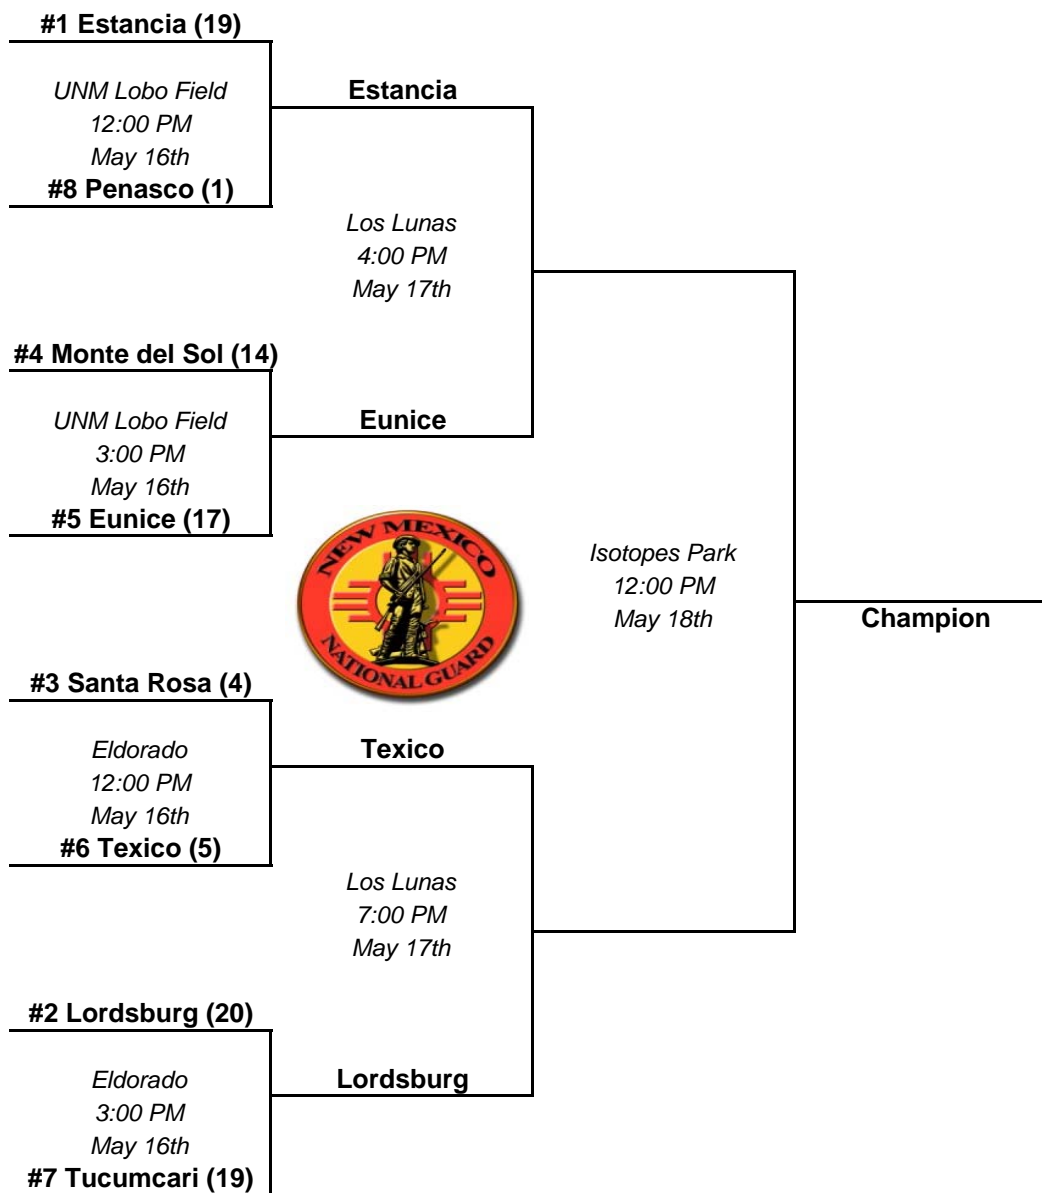 #1 Estancia (19)
UNM Lobo Field
12:00 PM
May 16th
#8 Penasco (1)
Estancia
Los Lunas
4:00 PM
May 17th
#4 Monte del Sol (14)
UNM Lobo Field
3:00 PM
May 16th
#5 Eunice (17)
Eunice
NEW MEXICO
NATIONAL GUARD
Isotopes Park
12:00 PM
May 18th
Champion
#3 Santa Rosa (4)
Eldorado
12:00 PM
May 16th
#6 Texico (5)
Texico
Los Lunas
7:00 PM
May 17th
#2 Lordsburg (20)
Eldorado
3:00 PM
May 16th
#7 Tucumcari (19)
Lordsburg